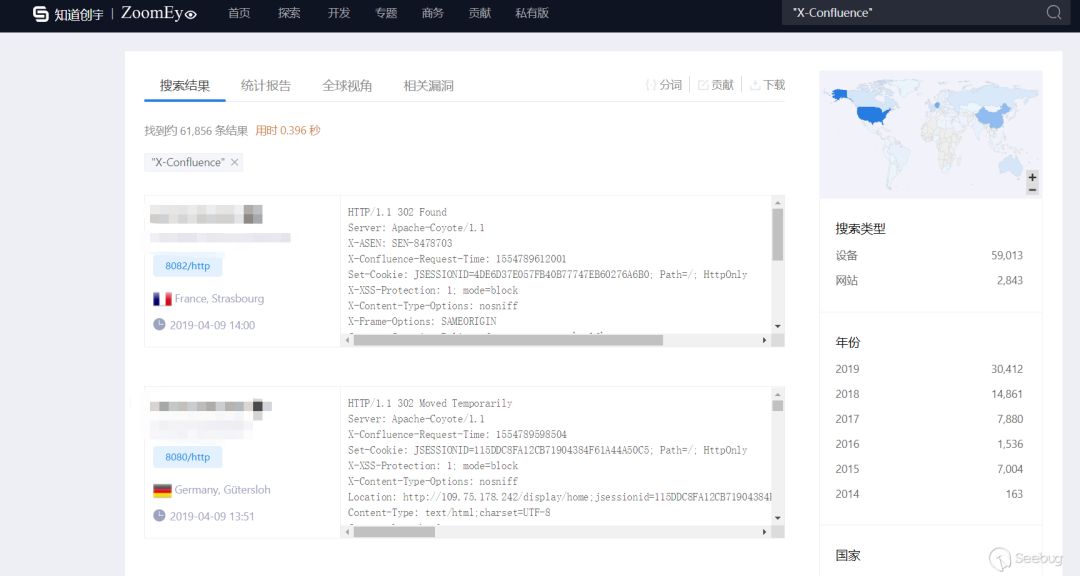 知道创宇 | ZoomEye 首页 探索 开发 专题 商务 贡献 私有版 "X-Confluence"
搜索结果 统计报告 全球视角 相关漏洞 分词 贡献 下载
找到约 61,856 条结果 用时 0.396 秒
"X-Confluence" ×
HTTP/1.1 302 Found
Server: Apache-Coyote/1.1
X-ASEN: SEN-8478703
X-Confluence-Request-Time: 1554789612001
Set-Cookie: JSESSIONID=4DE6D37E057FB40B77747EB60276A6B0; Path=/; HttpOnly
X-XSS-Protection: 1; mode=block
X-Content-Type-Options: nosniff
X-Frame-Options: SAMEORIGIN
8082/http
France, Strasbourg
2019-04-09 14:00
HTTP/1.1 302 Moved Temporarily
Server: Apache-Coyote/1.1
X-Confluence-Request-Time: 1554789598504
Set-Cookie: JSESSIONID=115DDC8FA12CB71904384F61A44A50C5; Path=/; HttpOnly
X-XSS-Protection: 1; mode=block
X-Content-Type-Options: nosniff
Location: http://109.75.178.242/display/home;jsessionid=115DDC8FA12CB71904384
Content-Type: text/html;charset=UTF-8
8080/http
Germany, Gütersloh
2019-04-09 13:51
搜索类型
设备 59,013
网站 2,843
年份
2019 30,412
2018 14,861
2017 7,880
2016 1,536
2015 7,004
2014 163
国家
Seebug